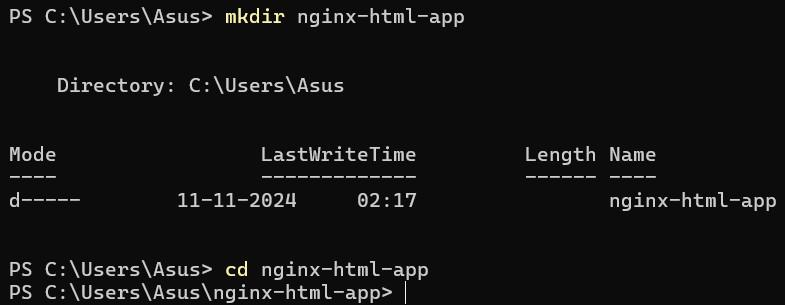 PS C:\Users\Asus> mkdir nginx-html-app
    Directory: C:\Users\Asus
Mode                 LastWriteTime         Length Name
----                 -------------         ------ ----
d-----        11-11-2024     02:17                nginx-html-app
PS C:\Users\Asus> cd nginx-html-app
PS C:\Users\Asus\nginx-html-app>